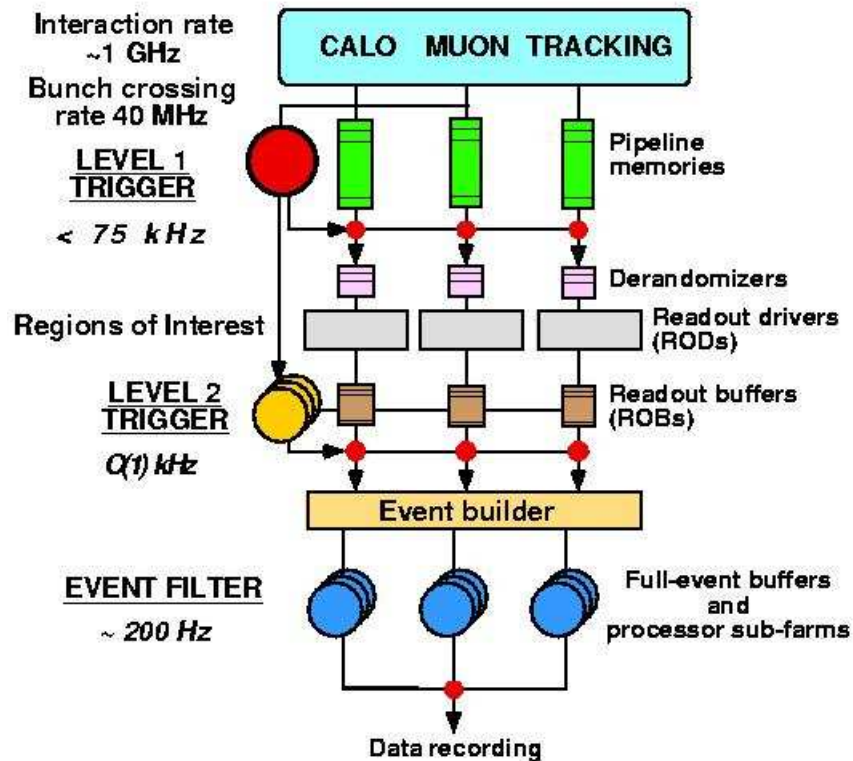 Interaction rate
~1 GHz
CALO MUON TRACKING
Bunch crossing
rate 40 MHz
LEVEL 1
TRIGGER
< 75 kHz
Pipeline
memories
Derandomizers
Regions of Interest
Readout drivers
(RODs)
LEVEL 2
TRIGGER
O(1) kHz
Readout buffers
(ROBs)
Event builder
EVENT FILTER
~ 200 Hz
Full-event buffers
and
processor sub-farms
Data recording